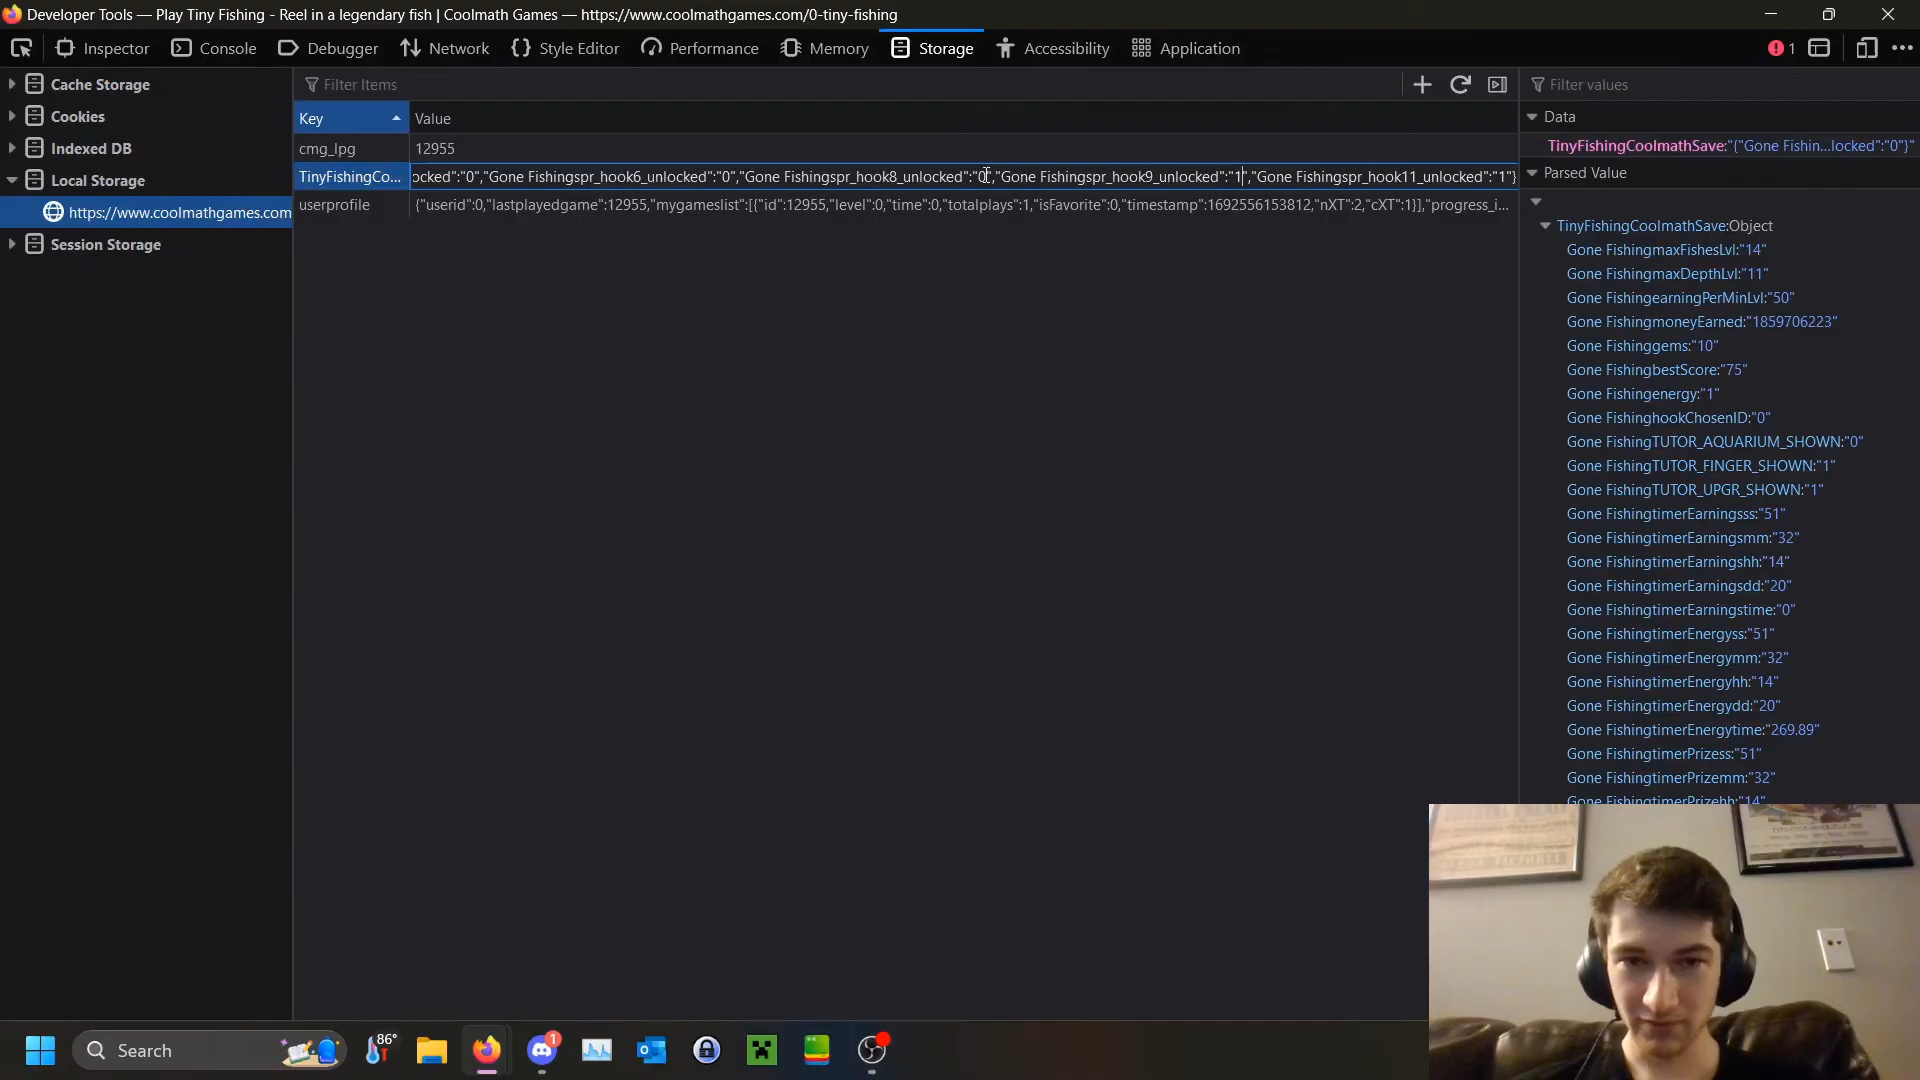 Developer Tools — Play Tiny Fishing - Reel in a legendary fish | Coolmath Games — https://www.coolmathgames.com/0-tiny-fishing
Inspector Console Debugger Network Style Editor Performance Memory Storage Accessibility Application 1
Cache Storage
Cookies
Indexed DB
Local Storage
https://www.coolmathgames.com
Session Storage
Filter Items
Key Value
cmg_lpg 12955
TinyFishingCo... ocked":"0","Gone Fishingspr_hook6_unlocked":"0","Gone Fishingspr_hook8_unlocked":"0","Gone Fishingspr_hook9_unlocked":"1","Gone Fishingspr_hook11_unlocked":"1"}
userprofile {"userid":0,"lastplayedgame":12955,"mygameslist":[{"id":12955,"level":0,"time":0,"totalplays":1,"isFavorite":0,"timestamp":1692556153812,"nXT":2,"cXT":1}],"progress_i...
Filter values
Data
TinyFishingCoolmathSave:"{"Gone Fishin...locked":"0"}"
Parsed Value
TinyFishingCoolmathSave:Object
Gone FishingmaxFishesLvl:"14"
Gone FishingmaxDepthLvl:"11"
Gone FishingearningPerMinLvl:"50"
Gone FishingmoneyEarned:"1859706223"
Gone Fishinggems:"10"
Gone FishingbestScore:"75"
Gone Fishingenergy:"1"
Gone FishinghookChosenID:"0"
Gone FishingTUTOR_AQUARIUM_SHOWN:"0"
Gone FishingTUTOR_FINGER_SHOWN:"1"
Gone FishingTUTOR_UPGR_SHOWN:"1"
Gone FishingtimerEarningsss:"51"
Gone FishingtimerEarningsmm:"32"
Gone FishingtimerEarningshh:"14"
Gone FishingtimerEarningsdd:"20"
Gone FishingtimerEarningstime:"0"
Gone FishingtimerEnergyss:"51"
Gone FishingtimerEnergymm:"32"
Gone FishingtimerEnergyhh:"14"
Gone FishingtimerEnergydd:"20"
Gone FishingtimerEnergytime:"269.89"
Gone FishingtimerPrizess:"51"
Gone FishingtimerPrizemm:"32"
Gone FishingtimerPrizehh:"14"
Search
86°
1